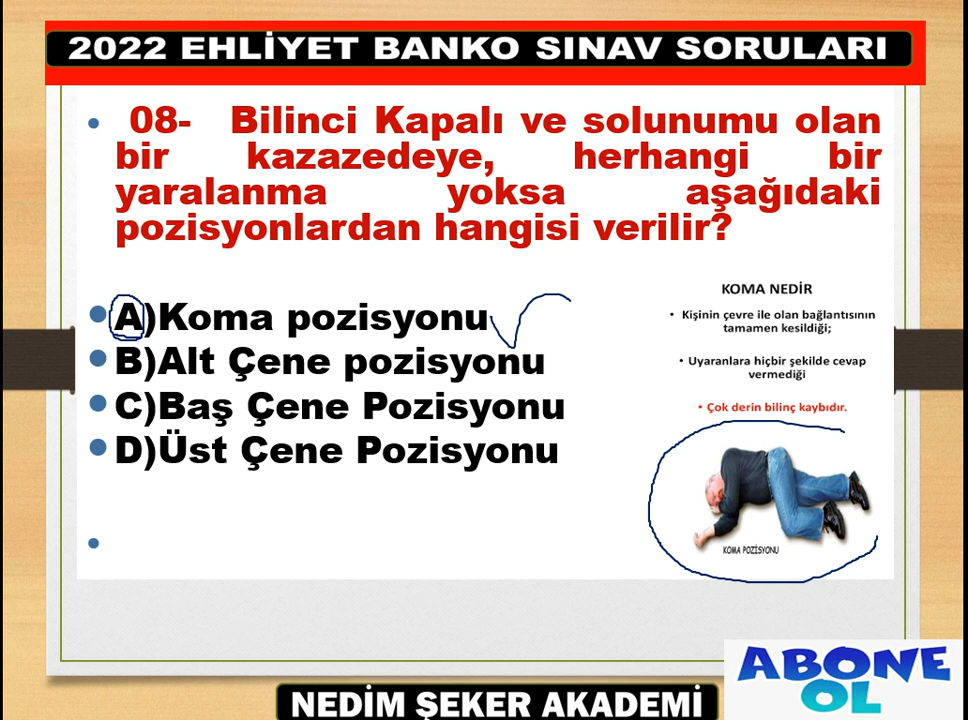 2022 EHLİYET BANKO SINAV SORULARI
• 08- Bilinci Kapalı ve solunumu olan
bir kazazedeye, herhangi bir
yaralanma yoksa aşağıdaki
pozisyonlardan hangisi verilir?
• A)Koma pozisyonu
• B)Alt Çene pozisyonu
• C)Baş Çene Pozisyonu
• D)Üst Çene Pozisyonu
KOMA NEDİR
• Kişinin çevre ile olan bağlantısının
tamamen kesildiği;
• Uyaranlara hiçbir şekilde cevap
vermediği
• Çok derin bilinç kaybıdır.
KOMA POZİSYONU
NEDİM ŞEKER AKADEMİ
ABONE
OL